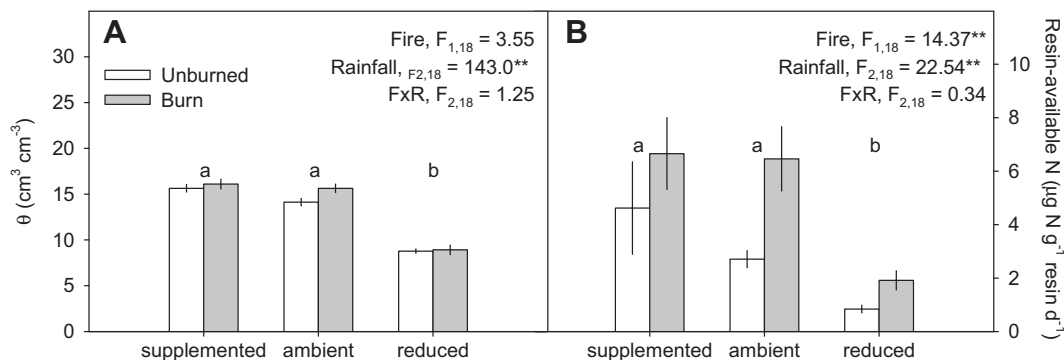 A
Fire, F1,18 = 3.55
Rainfall, F2,18 = 143.0**
FxR, F2,18 = 1.25
Unburned
Burn
a
a
b
θ (cm3 cm-3)
35
30
25
20
15
10
5
0
supplemented
ambient
reduced
B
Fire, F1,18 = 14.37**
Rainfall, F2,18 = 22.54**
FxR, F2,18 = 0.34
a
a
b
supplemented
ambient
reduced
10
8
6
4
2
0
Resin-available N (μg N g-1 resin d-1)